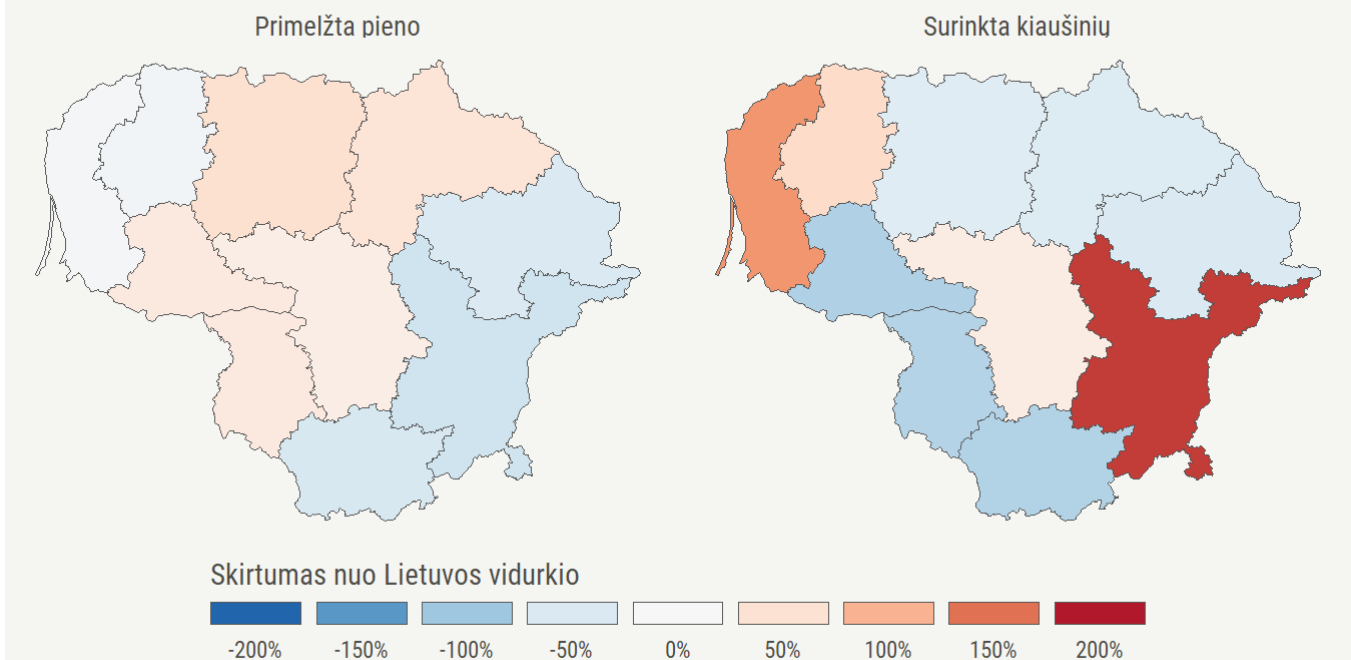 Primelžta pieno
Surinkta kiaušinių
Skirtumas nuo Lietuvos vidurkio
-200% -150% -100% -50% 0% 50% 100% 150% 200%